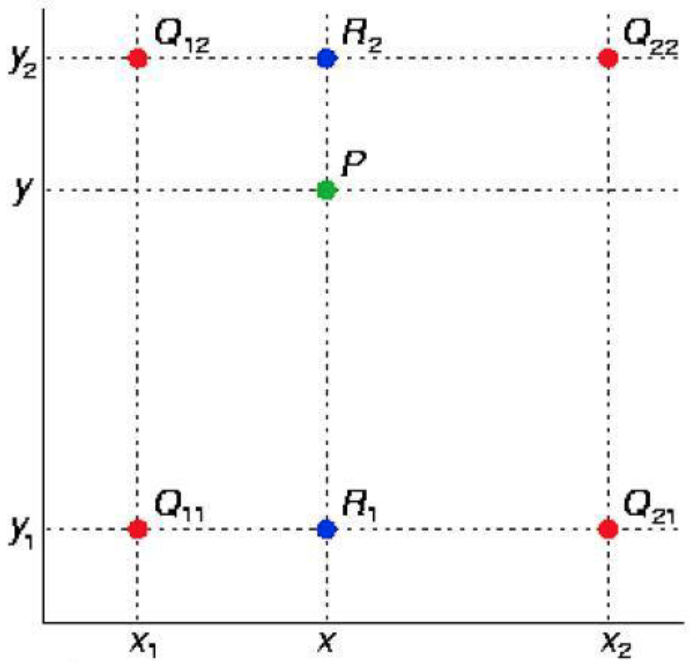 y₂ Q₁₂ R₂ Q₂₂
y P
y₁ Q₁₁ R₁ Q₂₁
x₁ x x₂